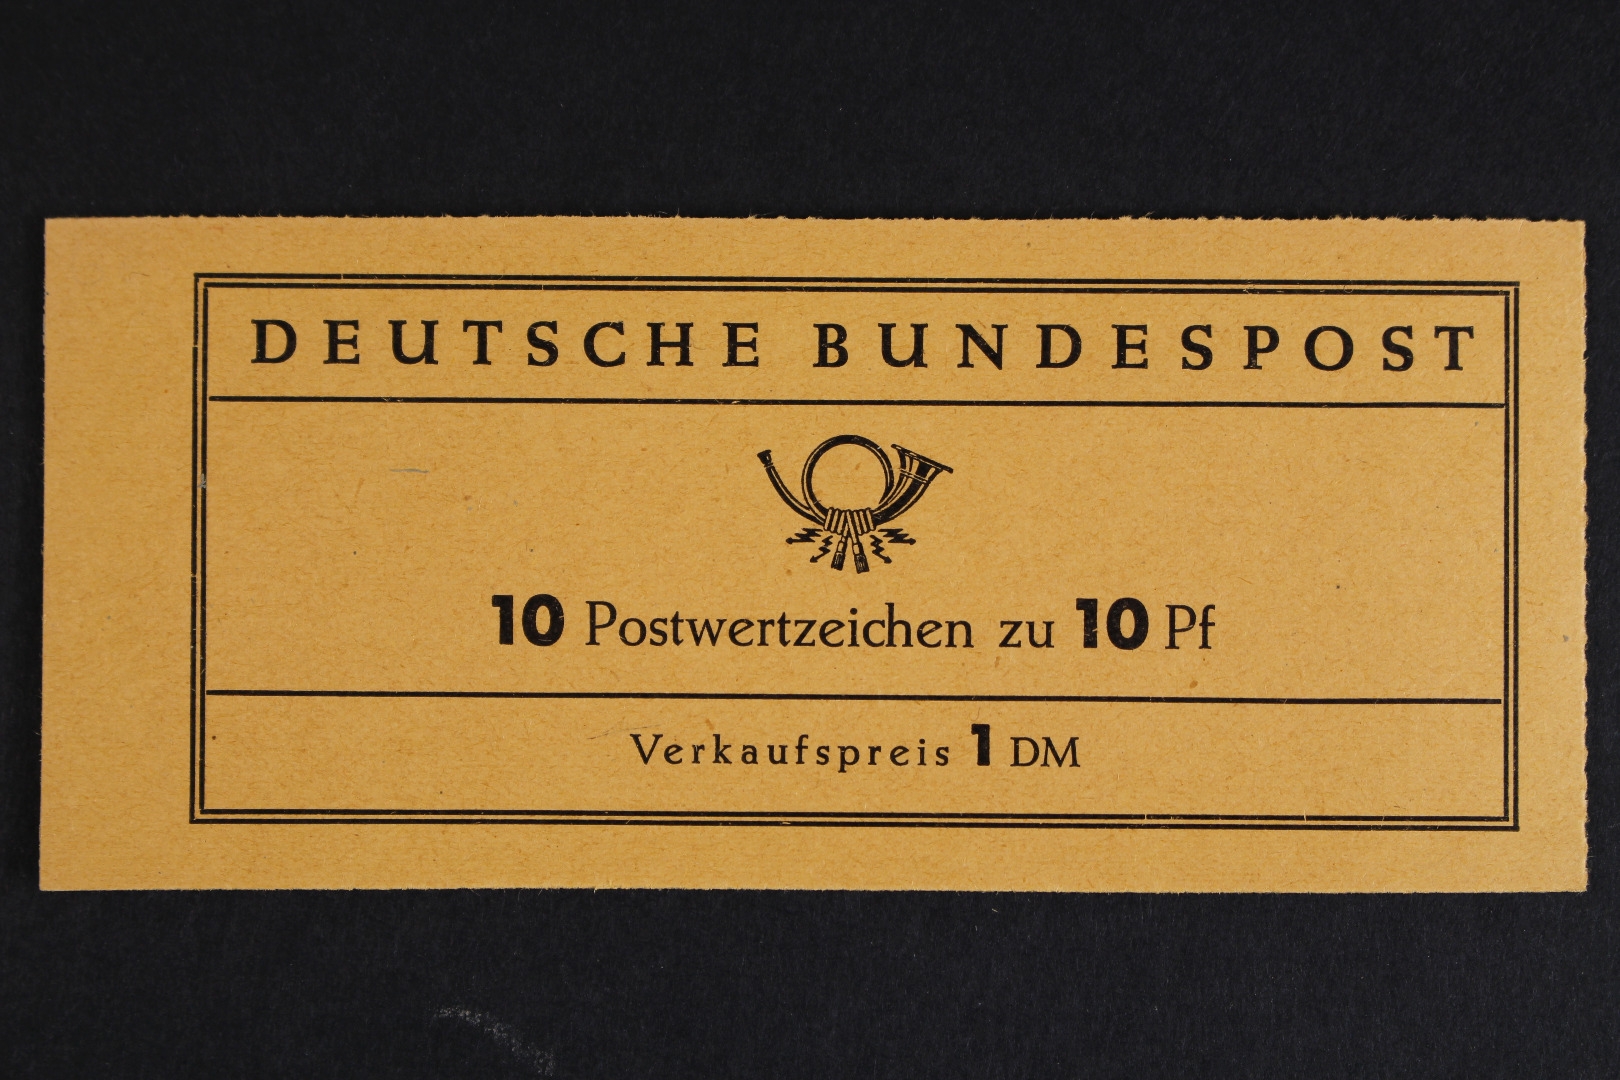 DEUTSCHE BUNDESPOST
10 Postwertzeichen zu 10 Pf
Verkaufspreis 1 DM